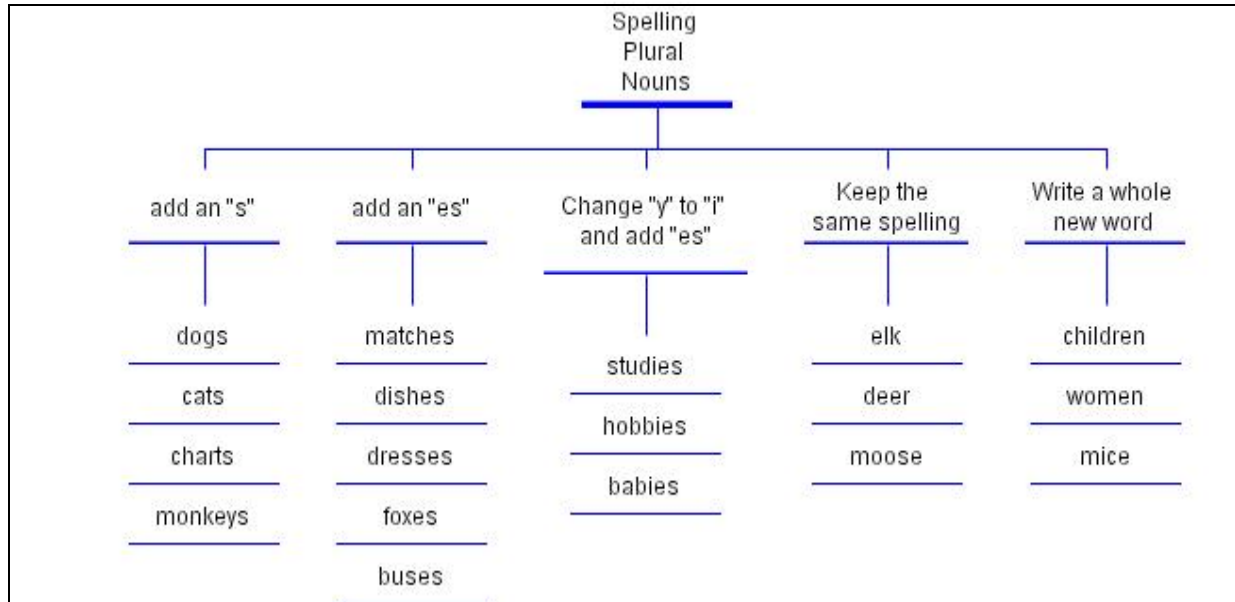 Spelling
Plural
Nouns
add an "s"
dogs
cats
charts
monkeys
add an "es"
matches
dishes
dresses
foxes
buses
Change "y" to "i"
and add "es"
studies
hobbies
babies
Keep the
same spelling
elk
deer
moose
Write a whole
new word
children
women
mice